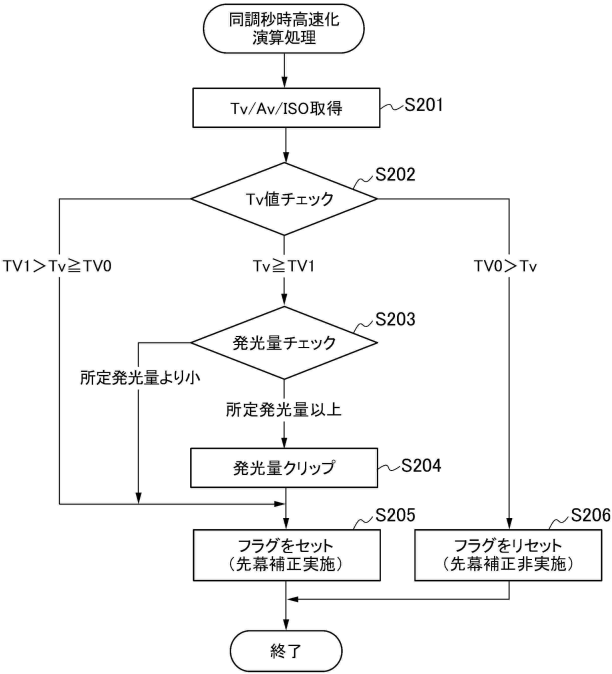 同調秒時高速化
演算処理
Tv/Av/ISO取得
S201
Tv値チェック
S202
TV1＞Tv≧TV0
Tv≧TV1
TV0＞Tv
発光量チェック
S203
所定発光量より小
所定発光量以上
発光量クリップ
S204
フラグをセット
（先幕補正実施）
S205
フラグをリセット
（先幕補正非実施）
S206
終了